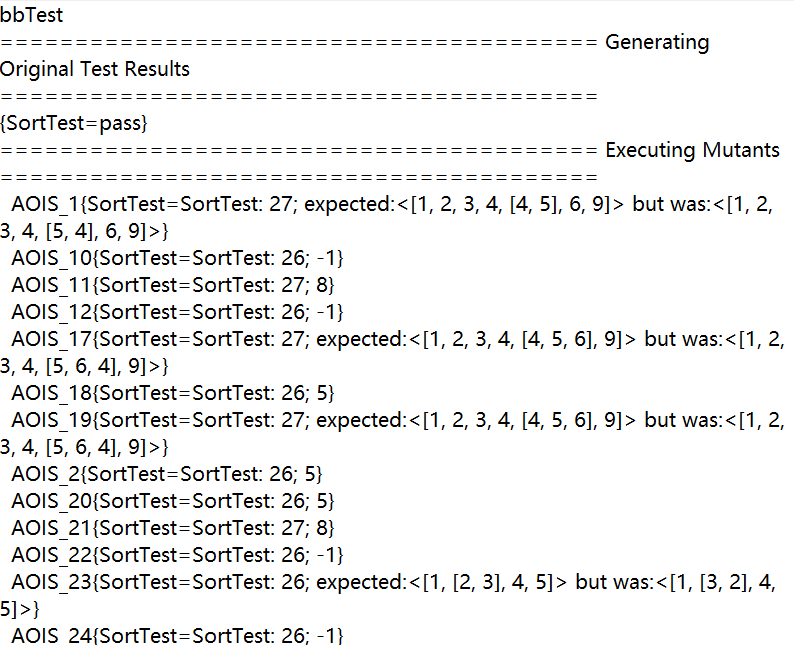 bbTest
======================================== Generating
Original Test Results
========================================
{SortTest=pass}
======================================== Executing Mutants
========================================
AOIS_1{SortTest=SortTest: 27; expected:<[1, 2, 3, 4, [4, 5], 6, 9]> but was:<[1, 2,
3, 4, [5, 4], 6, 9]>}
AOIS_10{SortTest=SortTest: 26; -1}
AOIS_11{SortTest=SortTest: 27; 8}
AOIS_12{SortTest=SortTest: 26; -1}
AOIS_17{SortTest=SortTest: 27; expected:<[1, 2, 3, 4, [4, 5, 6], 9]> but was:<[1, 2,
3, 4, [5, 6, 4], 9]>}
AOIS_18{SortTest=SortTest: 26; 5}
AOIS_19{SortTest=SortTest: 27; expected:<[1, 2, 3, 4, [4, 5, 6], 9]> but was:<[1, 2,
3, 4, [5, 6, 4], 9]>}
AOIS_2{SortTest=SortTest: 26; 5}
AOIS_20{SortTest=SortTest: 26; 5}
AOIS_21{SortTest=SortTest: 27; 8}
AOIS_22{SortTest=SortTest: 26; -1}
AOIS_23{SortTest=SortTest: 26; expected:<[1, [2, 3], 4, 5]> but was:<[1, [3, 2], 4,
5]>}
AOIS_24{SortTest=SortTest: 26; -1}